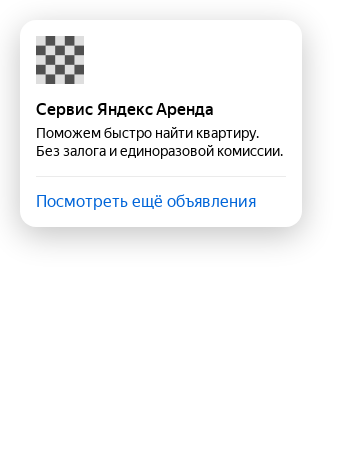 Сервис Яндекс Аренда
Поможем быстро найти квартиру.
Без залога и единоразовой комиссии.
Посмотреть ещё объявления